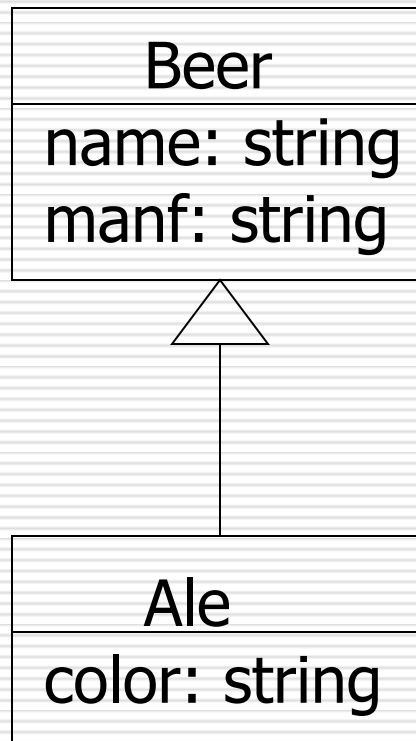 Beer
name: string
manf: string
Ale
color: string